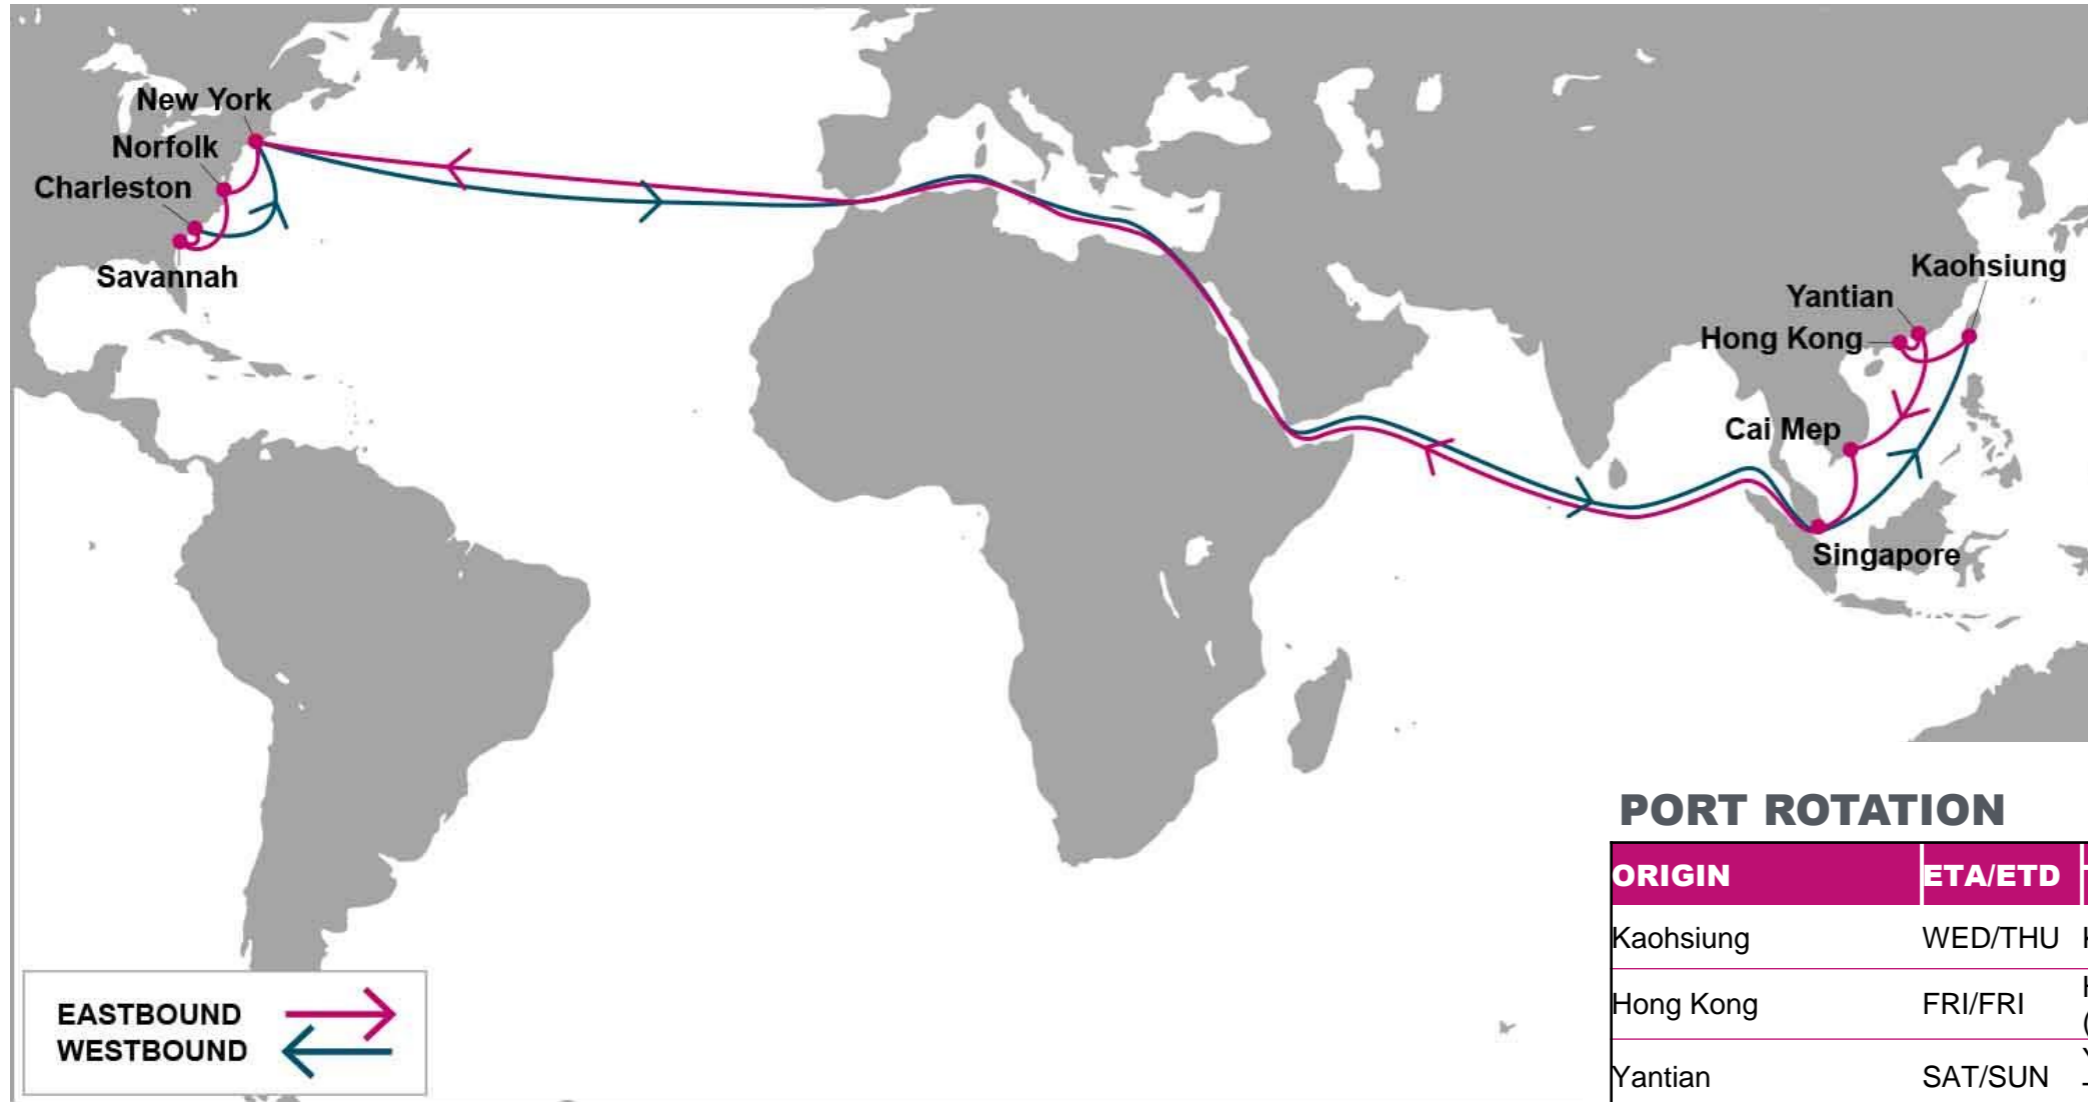 New York
Norfolk
Charleston
Savannah
Kaohsiung
Yantian
Hong Kong
Cai Mep
Singapore
EASTBOUND
WESTBOUND
PORT ROTATION
ORIGIN ETA/ETD
Kaohsiung WED/THU
Hong Kong FRI/FRI
Yantian SAT/SUN